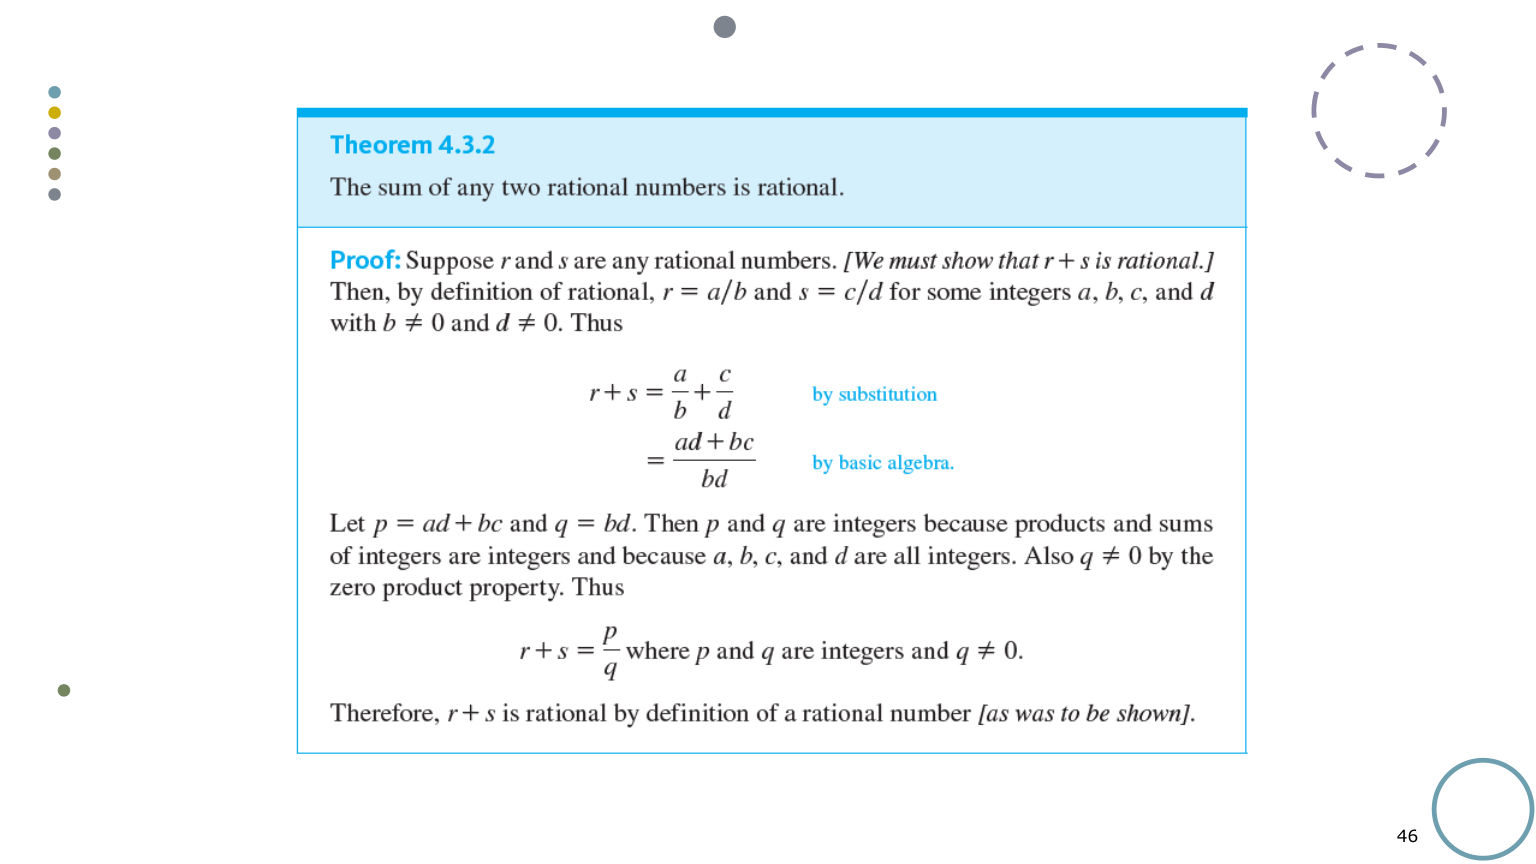 Theorem 4.3.2
The sum of any two rational numbers is rational.
Proof: Suppose r and s are any rational numbers. [We must show that r + s is rational.]
Then, by definition of rational, r = a/b and s = c/d for some integers a, b, c, and d
with b ≠ 0 and d ≠ 0. Thus
r + s = a/b + c/d by substitution
= (ad + bc)/bd by basic algebra.
Let p = ad + bc and q = bd. Then p and q are integers because products and sums
of integers are integers and because a, b, c, and d are all integers. Also q ≠ 0 by the
zero product property. Thus
r + s = p/q where p and q are integers and q ≠ 0.
Therefore, r + s is rational by definition of a rational number [as was to be shown].
46